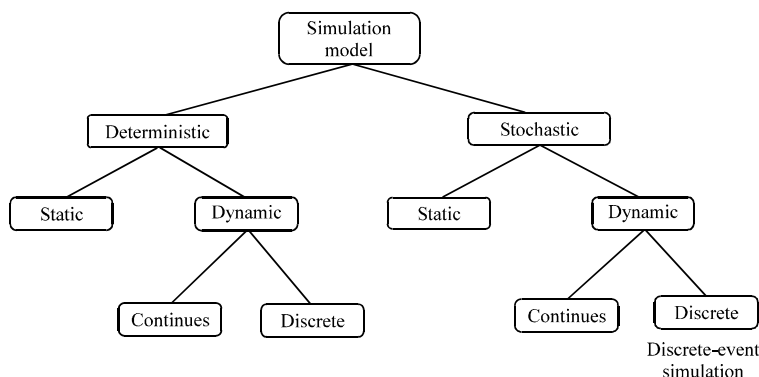 Simulation
model
Deterministic
Stochastic
Static
Dynamic
Static
Dynamic
Continues
Discrete
Continues
Discrete
Discrete-event
simulation